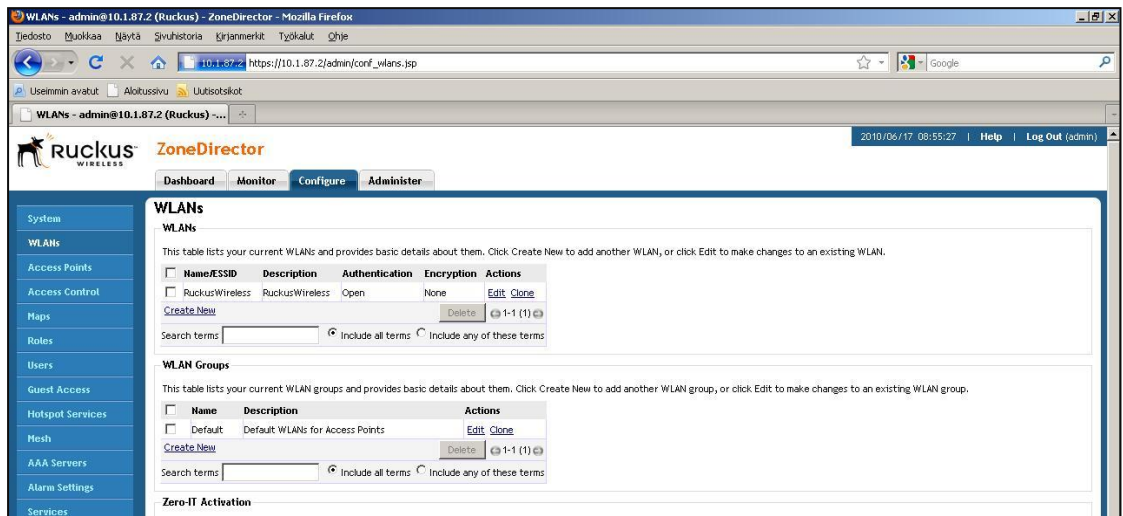 WLANs - admin@10.1.87.2 (Ruckus) - ZoneDirector - Mozilla Firefox
Tiedosto Muokkaa Näytä Sivuhistoria Kirjanmerkit Työkalut Ohje
10.1.87.2 https://10.1.87.2/admin/conf_wlans.jsp Google
Useimmin avatut Aloitussivu Uutisotsikot
WLANs - admin@10.1.87.2 (Ruckus) -...
2010/06/17 08:55:27 | Help | Log Out (admin)
Ruckus WIRELESS
ZoneDirector
Dashboard Monitor Configure Administer
System
WLANs
Access Points
Access Control
Maps
Roles
Users
Guest Access
Hotspot Services
Mesh
AAA Servers
Alarm Settings
Services
WLANs
WLANs
This table lists your current WLANs and provides basic details about them. Click Create New to add another WLAN, or click Edit to make changes to an existing WLAN.
Name/ESSID Description Authentication Encryption Actions
RuckusWireless RuckusWireless Open None Edit Clone
Create New Delete 1-1 (1)
Search terms Include all terms Include any of these terms
WLAN Groups
This table lists your current WLAN groups and provides basic details about them. Click Create New to add another WLAN group, or click Edit to make changes to an existing WLAN group.
Name Description Actions
Default Default WLANs for Access Points Edit Clone
Create New Delete 1-1 (1)
Search terms Include all terms Include any of these terms
Zero-IT Activation